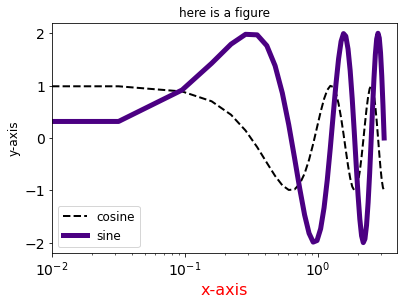 here is a figure
y-axis
2
1
0
−1
−2
cosine
sine
10⁻² 10⁻¹ 10⁰
x-axis